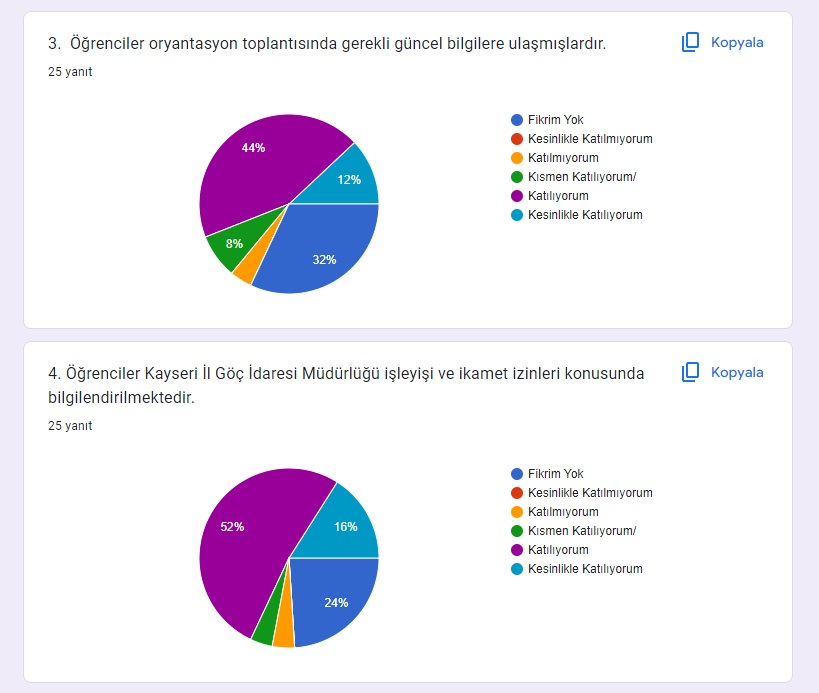 3. Öğrenciler oryantasyon toplantısında gerekli güncel bilgilere ulaşmışlardır.
Kopyala
25 yanıt
Fikrim Yok
Kesinlikle Katılmıyorum
Katılmıyorum
Kısmen Katılıyorum/
Katılıyorum
Kesinlikle Katılıyorum
44%
12%
8%
32%
4. Öğrenciler Kayseri İl Göç İdaresi Müdürlüğü işleyişi ve ikamet izinleri konusunda
bilgilendirilmektedir.
Kopyala
25 yanıt
Fikrim Yok
Kesinlikle Katılmıyorum
Katılmıyorum
Kısmen Katılıyorum/
Katılıyorum
Kesinlikle Katılıyorum
52%
16%
24%